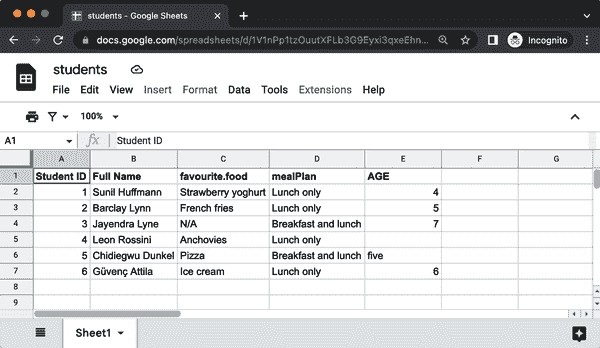 students - Google Sheets
docs.google.com/spreadsheets/d/1V1nPp1tzOuutXFLb3G9Eyxi3qxeEhn...
Incognito
students
File Edit View Insert Format Data Tools Extensions Help
100%
A1 fx Student ID
A B C D E F G
1 Student ID Full Name favourite.food mealPlan AGE
2 1 Sunil Huffmann Strawberry yoghurt Lunch only 4
3 2 Barclay Lynn French fries Lunch only 5
4 3 Jayendra Lyne N/A Breakfast and lunch 7
5 4 Leon Rossini Anchovies Lunch only
6 5 Chidiegwu Dunkel Pizza Breakfast and lunch five
7 6 Güvenç Attila Ice cream Lunch only 6
8
9
Sheet1